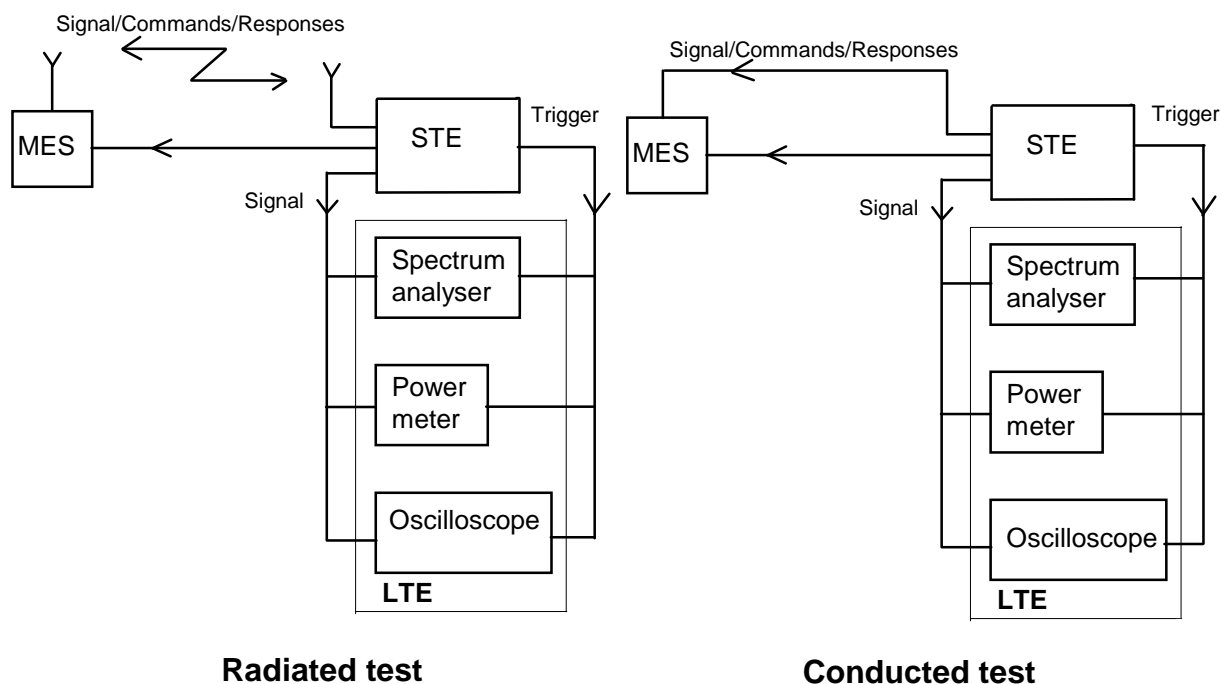 Signal/Commands/Responses
MES
STE
Trigger
Signal
Spectrum
analyser
Power
meter
Oscilloscope
LTE
Radiated test
Signal/Commands/Responses
MES
STE
Trigger
Signal
Spectrum
analyser
Power
meter
Oscilloscope
LTE
Conducted test